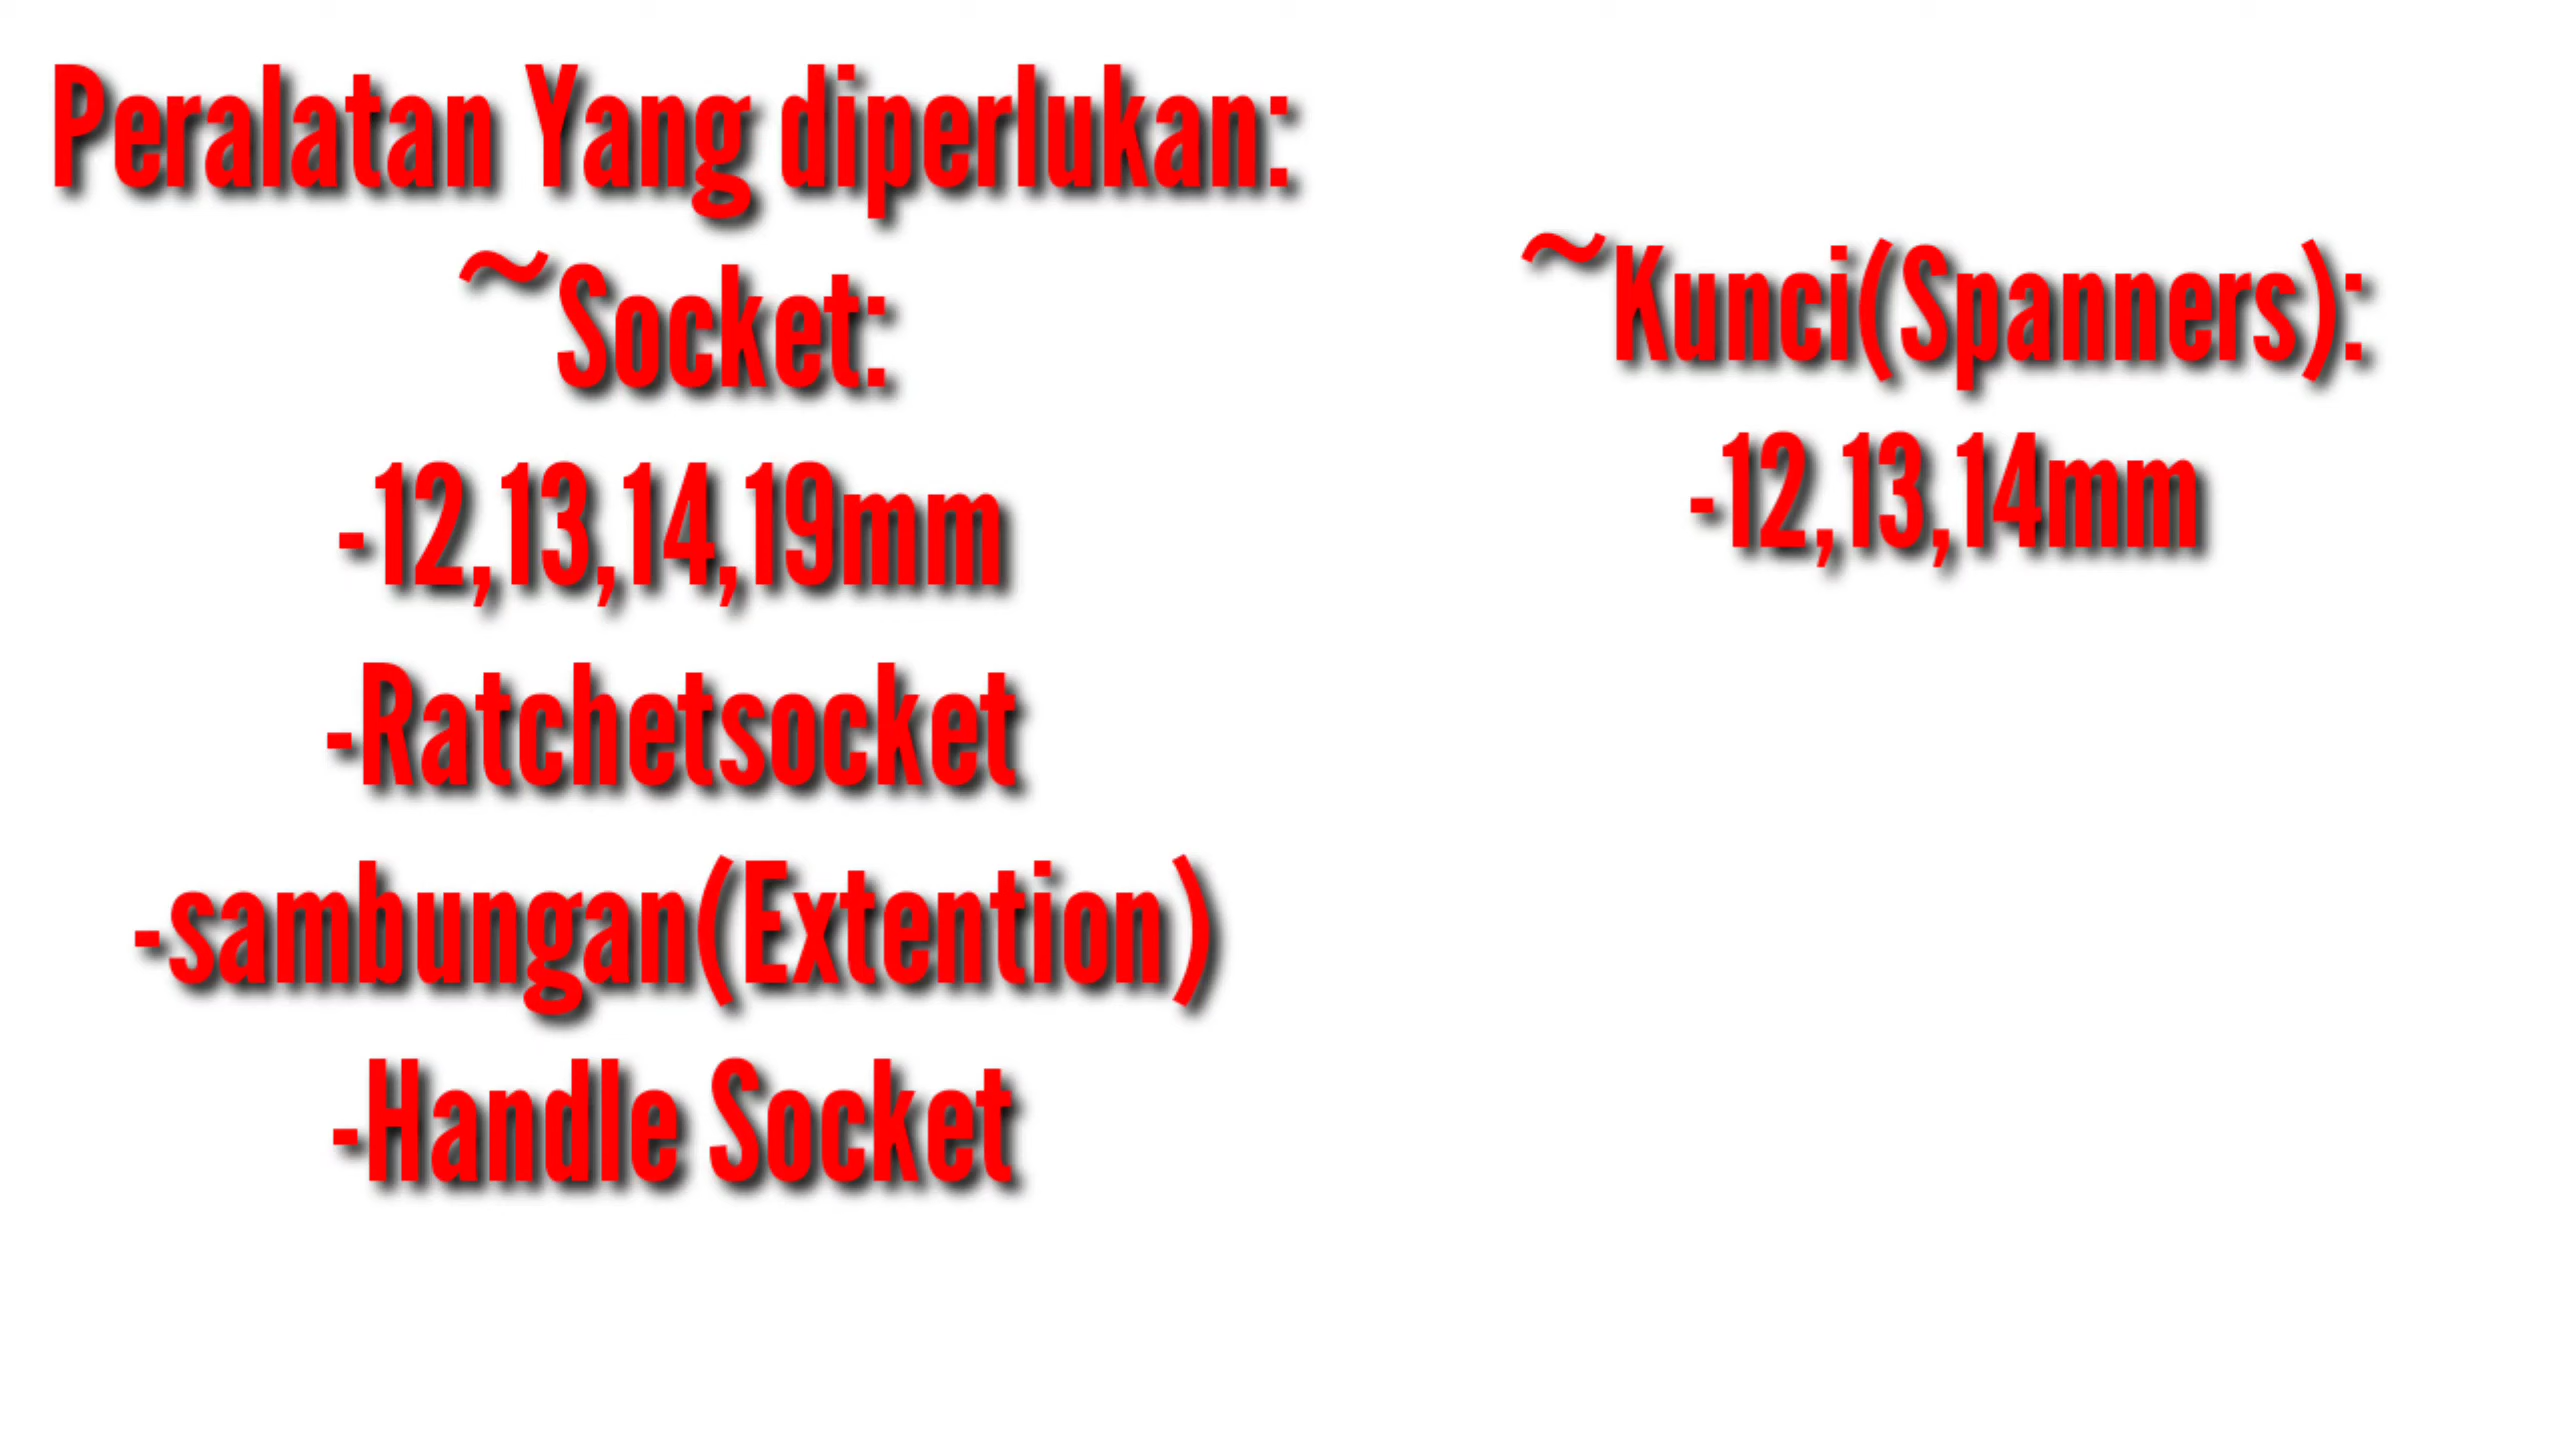 Peralatan Yang diperlukan:
~Socket:
-12,13,14,19mm
-Ratchetsocket
-sambungan(Extention)
-Handle Socket
~Kunci(Spanners):
-12,13,14mm